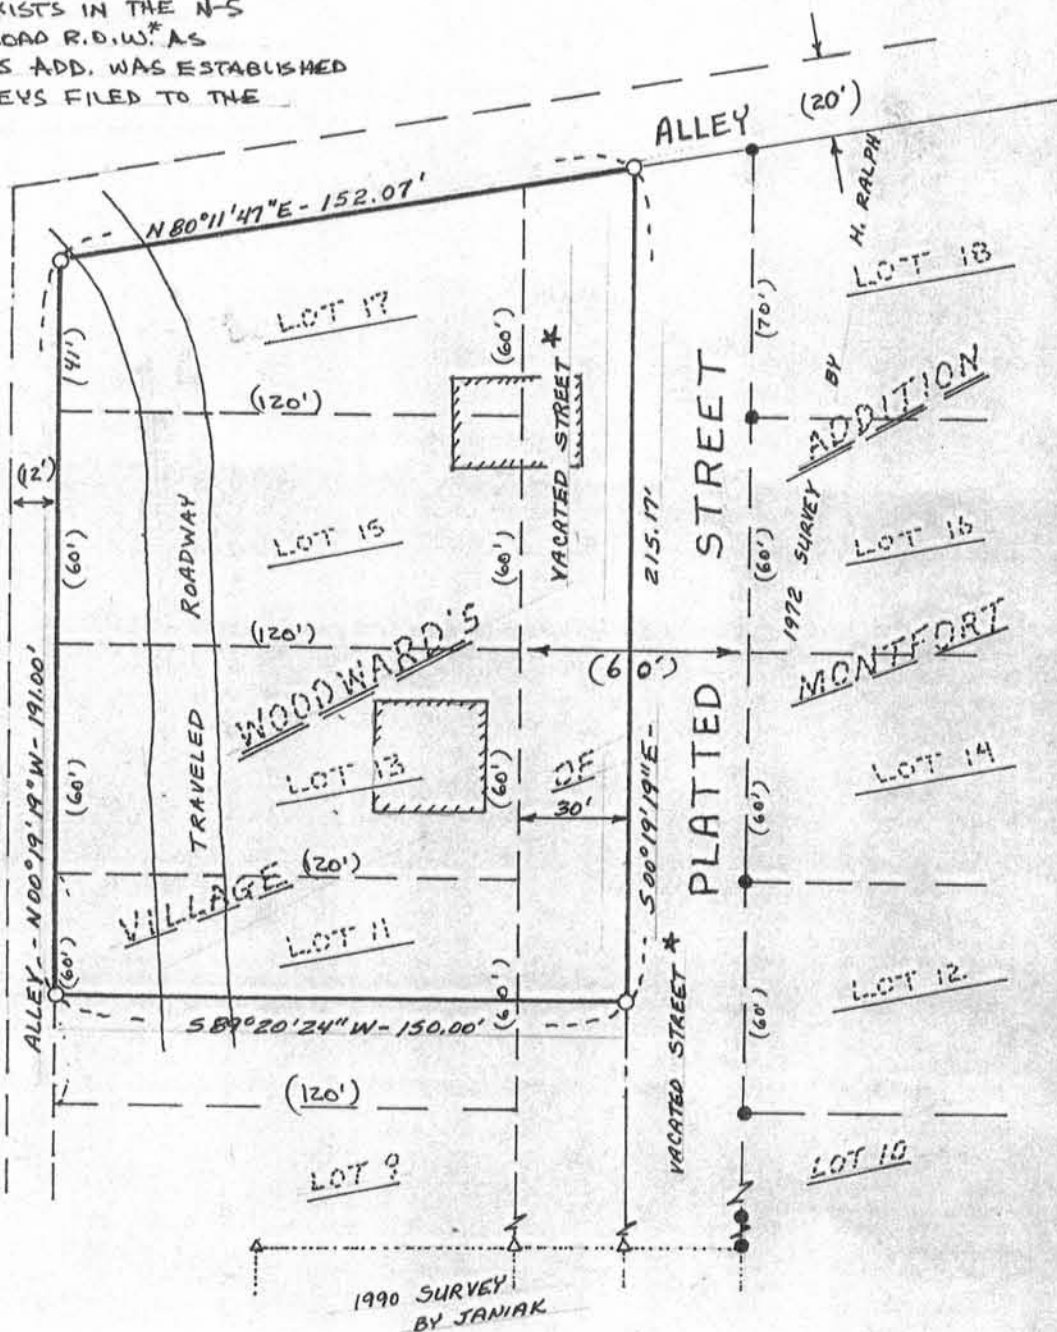 XISTS IN THE N-S
OAD R.O.W.* AS
S ADD. WAS ESTABLISHED
EYS FILED TO THE
ALLEY (20')
N 80°11'47"E - 152.07'
H. RALPH
LOT 18
LOT 17
(41')
(60')
(70')
VACATED STREET *
(120')
STREET
BY
ADDITION
(12')
215.17'
ROADWAY
LOT 15
(60')
(60')
(60')
1972 SURVEY
LOT 16
(120')
WOODWARD'S
(60')
MONTFORT
TRAVELED
PLATTED
LOT 13
(60')
(60')
OF
30'
(60')
LOT 14
S 00°19'19"E -
ALLEY - N00°19'19"W - 191.00'
(20')
VILLAGE
LOT 11
(60')
(60')
(60')
LOT 12
S 89°20'24" W - 150.00'
VACATED STREET *
(120')
LOT 9
LOT 10
1990 SURVEY
BY JANIAK